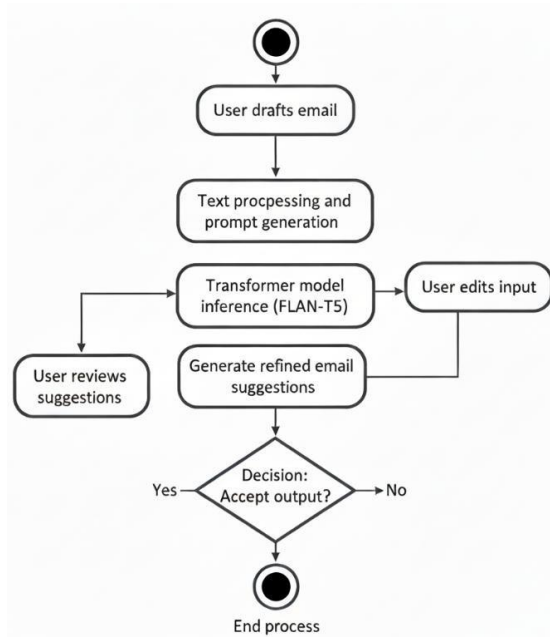 User drafts email
Text procpessing and
prompt generation
Transformer model
inference (FLAN-T5)
User edits input
User reviews
suggestions
Generate refined email
suggestions
Decision:
Accept output?
Yes
No
End process